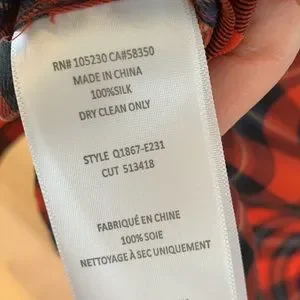 RN# 105230 CA#58350
MADE IN CHINA
100%SILK
DRY CLEAN ONLY
STYLE Q1867-E231
CUT 513418
FABRIQUÉ EN CHINE
100% SOIE
NETTOYAGE À SEC UNIQUEMENT